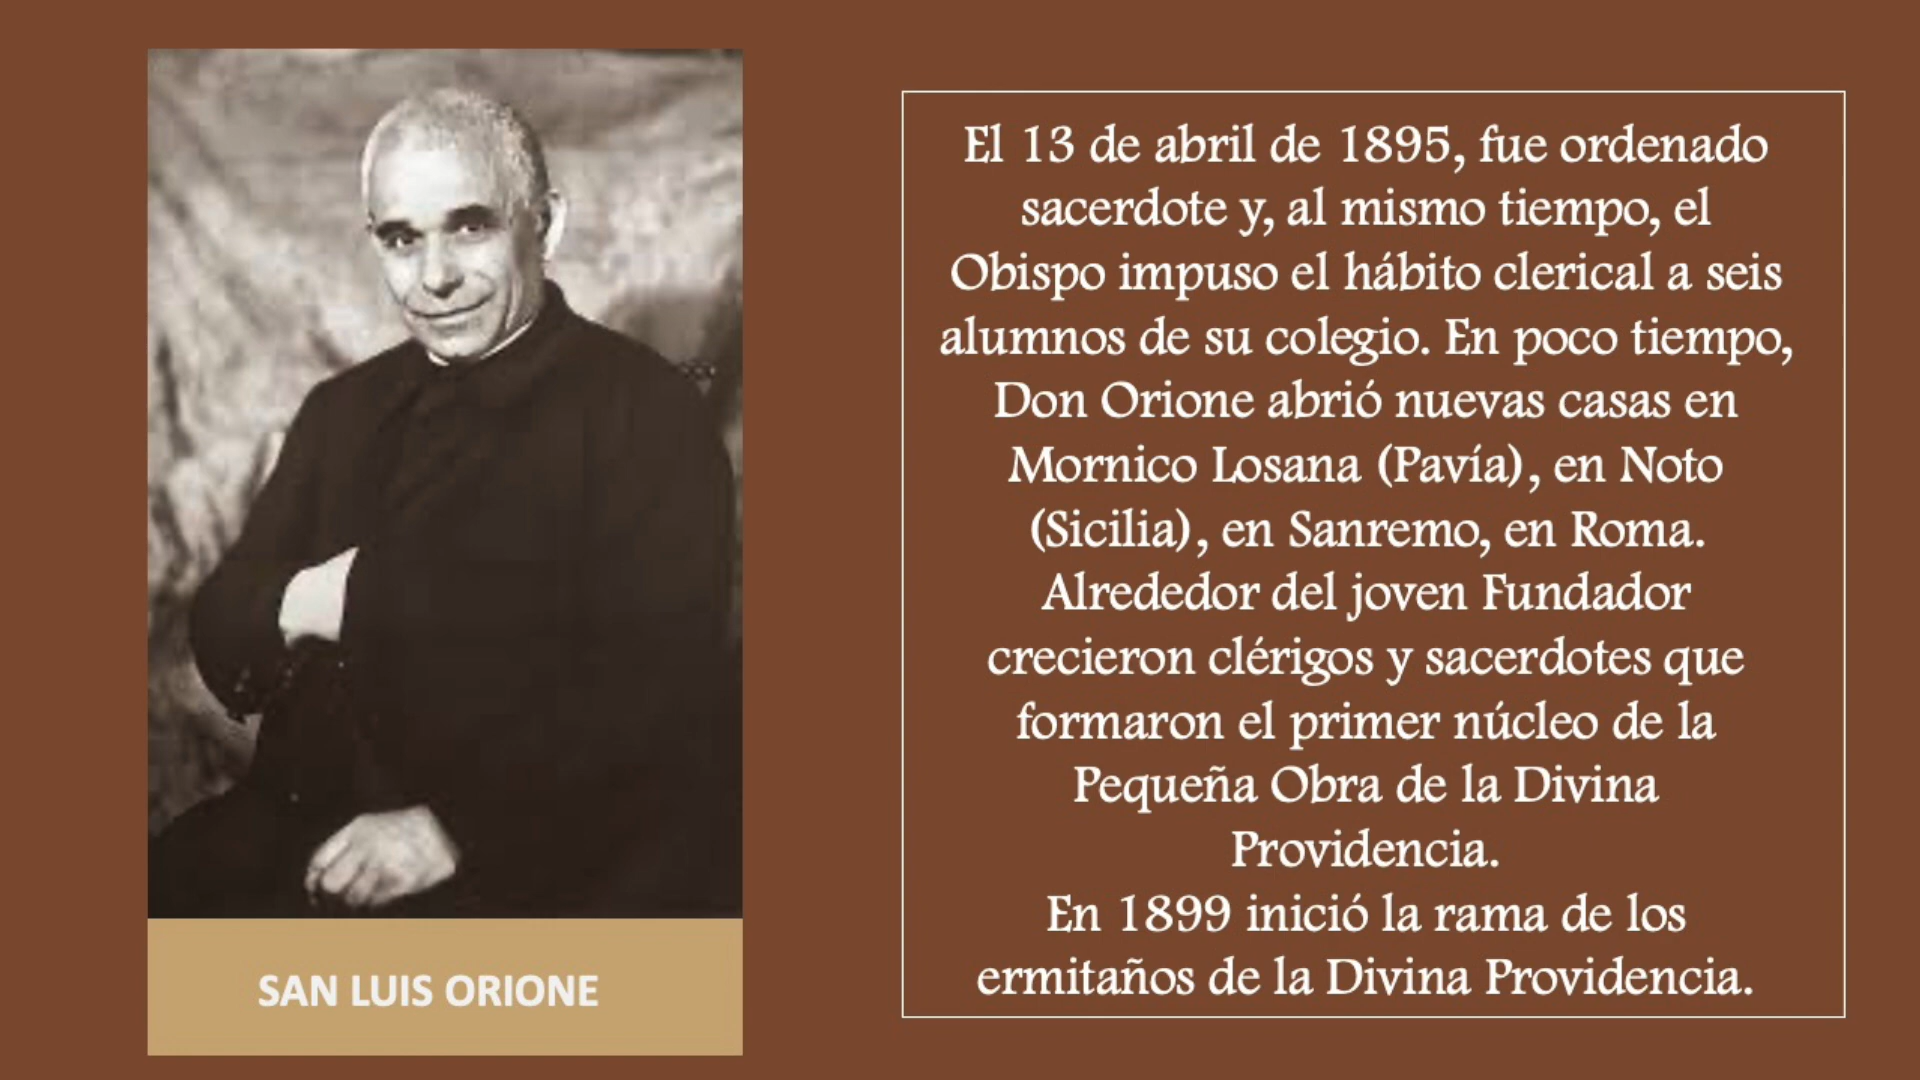 El 13 de abril de 1895, fue ordenado
sacerdote y, al mismo tiempo, el
Obispo impuso el hábito clerical a seis
alumnos de su colegio. En poco tiempo,
Don Orione abrió nuevas casas en
Mornico Losana (Pavía), en Noto
(Sicilia), en Sanremo, en Roma.
Alrededor del joven Fundador
crecieron clérigos y sacerdotes que
formaron el primer núcleo de la
Pequeña Obra de la Divina
Providencia.
En 1899 inició la rama de los
ermitaños de la Divina Providencia.
SAN LUIS ORIONE